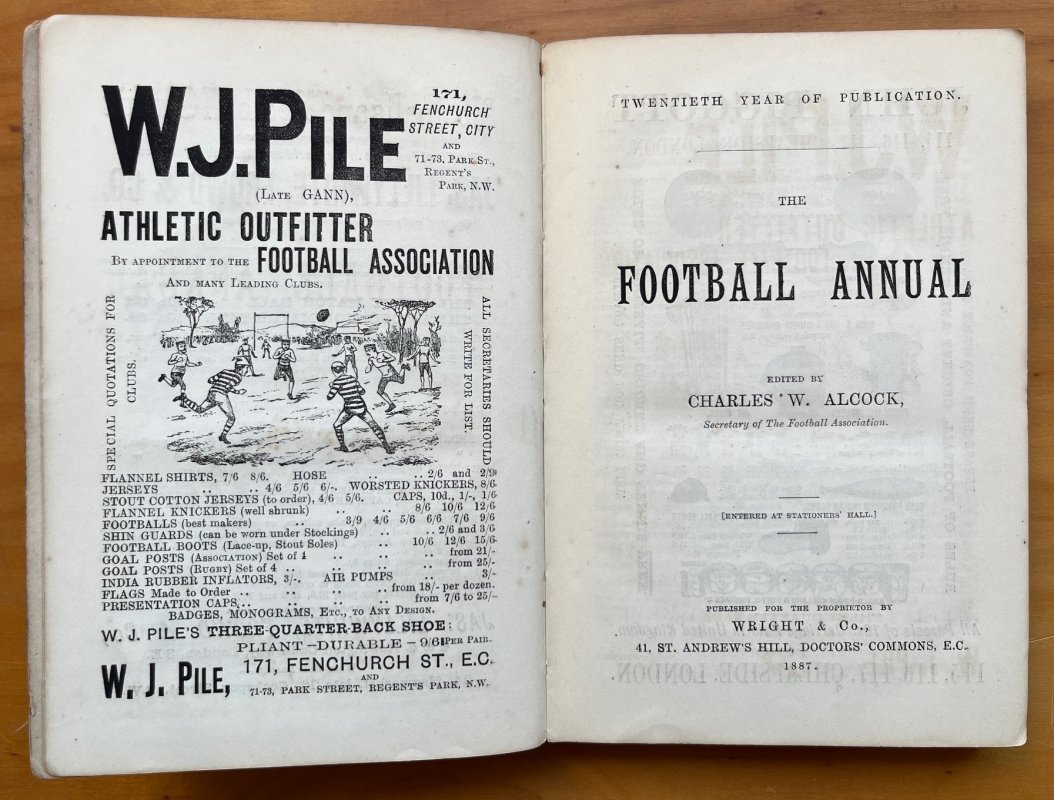 W.J.PILE
171,
FENCHURCH
STREET, CITY
AND
71-73, PARK ST.,
REGENT'S
PARK, N.W.
(LATE GANN),
ATHLETIC OUTFITTER
BY APPOINTMENT TO THE FOOTBALL ASSOCIATION
AND MANY LEADING CLUBS.
SPECIAL QUOTATIONS FOR
CLUBS.
ALL SECRETARIES SHOULD
WRITE FOR LIST.
FLANNEL SHIRTS, 7/6 8/6. HOSE .. .. 2/6 and 2/9
JERSEYS .. .. 4/6 5/6 6/-. WORSTED KNICKERS, 8/6
STOUT COTTON JERSEYS (to order), 4/6 5/6. CAPS, 10d., 1/-, 1/6
FLANNEL KNICKERS (well shrunk) .. .. 8/6 10/6 12/6
FOOTBALLS (best makers) .. 3/9 4/6 5/6 6/6 7/6 9/6
SHIN GUARDS (can be worn under Stockings) .. .. 2/6 and 3/6
FOOTBALL BOOTS (Lace-up, Stout Soles) .. 10/6 12/6 15/6
GOAL POSTS (ASSOCIATION) Set of 4 .. .. .. from 21/-
GOAL POSTS (RUGBY) Set of 4 .. .. .. .. from 25/-
INDIA RUBBER INFLATORS, 3/-. AIR PUMPS .. 3/-
FLAGS Made to Order .. .. .. .. from 18/- per dozen.
PRESENTATION CAPS.. .. .. .. .. from 7/6 to 25/-
BADGES, MONOGRAMS, ETC., TO ANY DESIGN.
W. J. PILE'S THREE-QUARTER-BACK SHOE:
PLIANT—DURABLE—9/6 PER PAIR.
W. J. PILE, 171, FENCHURCH ST., E.C.
AND
71-73, PARK STREET, REGENT'S PARK, N.W.
TWENTIETH YEAR OF PUBLICATION.
THE
FOOTBALL ANNUAL
EDITED BY
CHARLES W. ALCOCK,
Secretary of The Football Association.
[ENTERED AT STATIONERS' HALL.]
PUBLISHED FOR THE PROPRIETOR BY
WRIGHT & Co.,
41, ST. ANDREW'S HILL, DOCTORS' COMMONS, E.C.
1887.